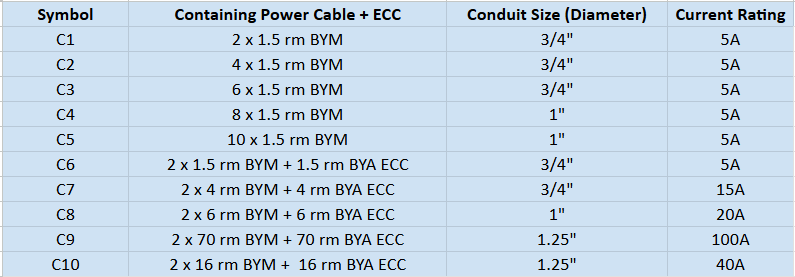 Symbol Containing Power Cable + ECC Conduit Size (Diameter) Current Rating
C1 2 x 1.5 rm BYM 3/4" 5A
C2 4 x 1.5 rm BYM 3/4" 5A
C3 6 x 1.5 rm BYM 3/4" 5A
C4 8 x 1.5 rm BYM 1" 5A
C5 10 x 1.5 rm BYM 1" 5A
C6 2 x 1.5 rm BYM + 1.5 rm BYA ECC 3/4" 5A
C7 2 x 4 rm BYM + 4 rm BYA ECC 3/4" 15A
C8 2 x 6 rm BYM + 6 rm BYA ECC 1" 20A
C9 2 x 70 rm BYM + 70 rm BYA ECC 1.25" 100A
C10 2 x 16 rm BYM + 16 rm BYA ECC 1.25" 40A